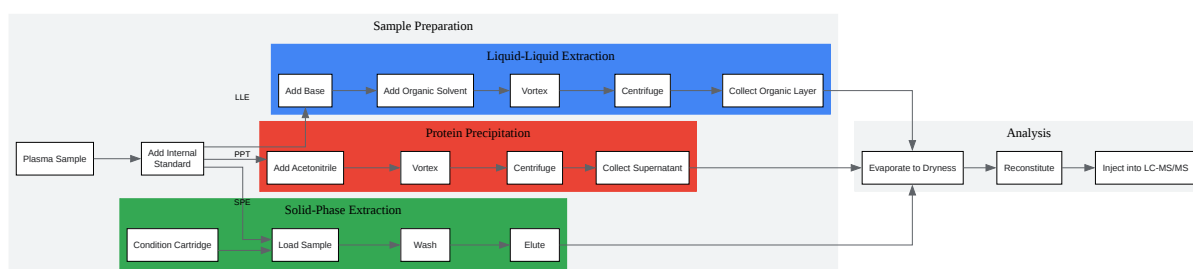 Sample Preparation
Liquid-Liquid Extraction
Add Base
Add Organic Solvent
Vortex
Centrifuge
Collect Organic Layer
LLE
Protein Precipitation
Analysis
Plasma Sample
Add Internal
Standard
PPT
Add Acetonitrile
Vortex
Centrifuge
Collect Supernatant
Evaporate to Dryness
Reconstitute
Inject into LC-MS/MS
SPE
Solid-Phase Extraction
Condition Cartridge
Load Sample
Wash
Elute